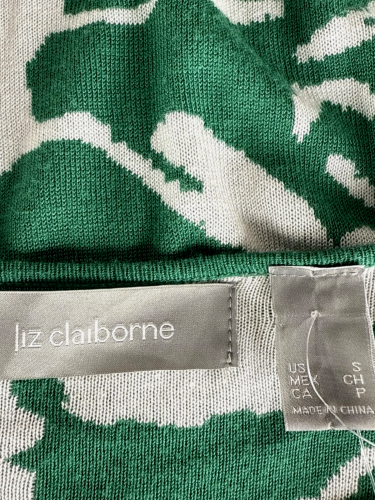 liz claiborne
US S
MEX CH
CA P
MADE IN CHINA